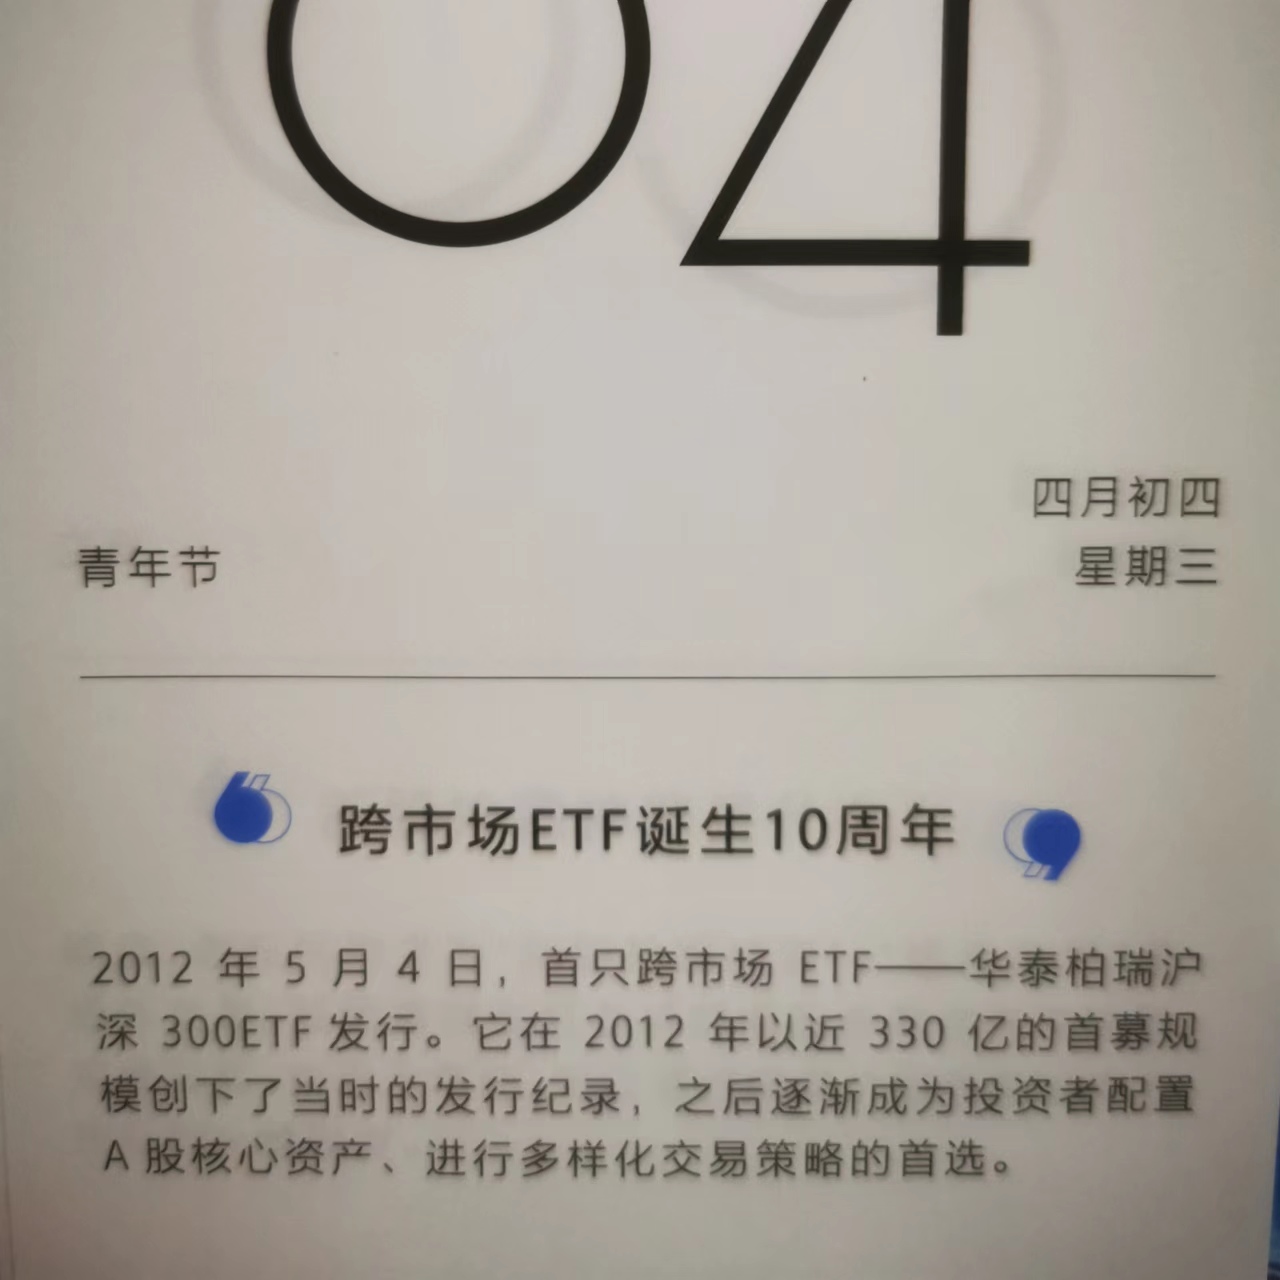 04
四月初四
青年节
星期三
跨市场ETF诞生10周年
2012 年 5 月 4 日，首只跨市场 ETF——华泰柏瑞沪
深 300ETF 发行。它在 2012 年以近 330 亿的首募规
模创下了当时的发行纪录，之后逐渐成为投资者配置
A 股核心资产、进行多样化交易策略的首选。